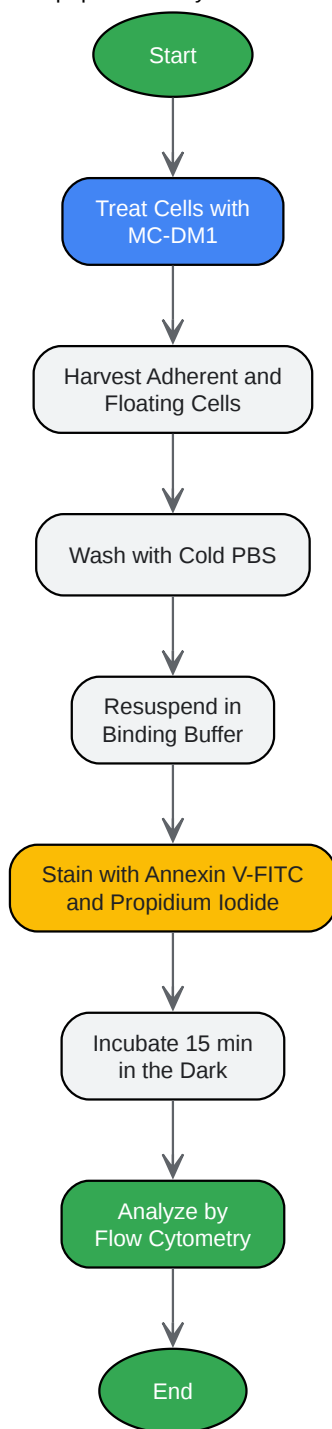 Start
Treat Cells with
MC-DM1
Harvest Adherent and
Floating Cells
Wash with Cold PBS
Resuspend in
Binding Buffer
Stain with Annexin V-FITC
and Propidium Iodide
Incubate 15 min
in the Dark
Analyze by
Flow Cytometry
End